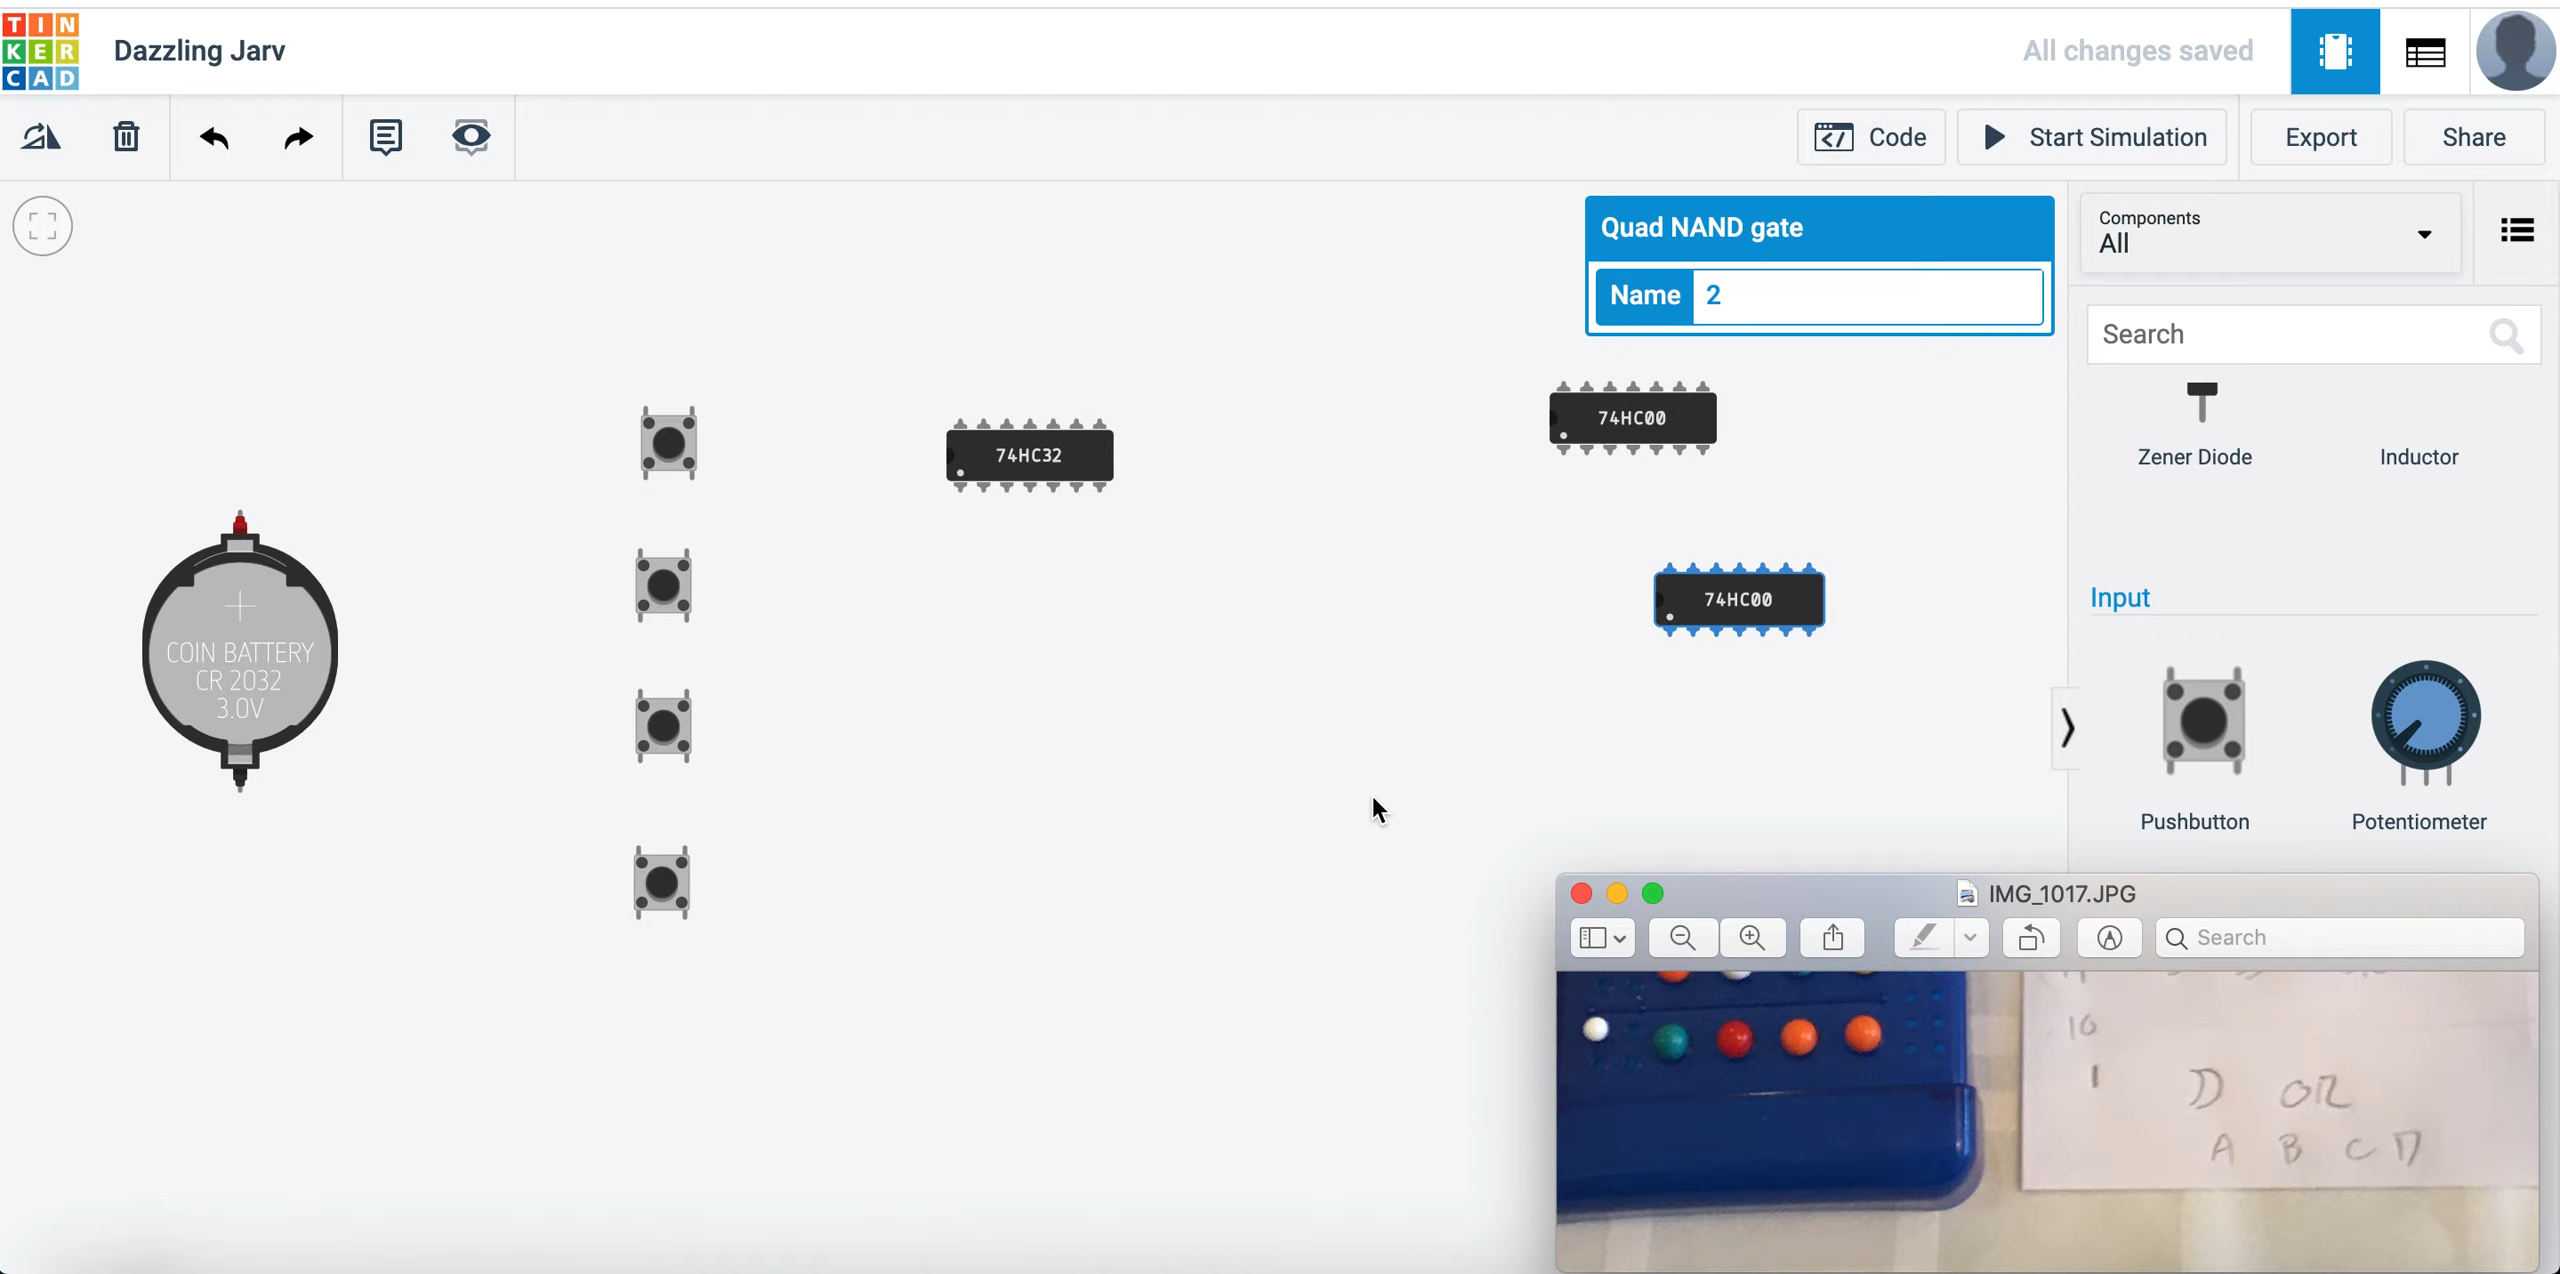 TIN
KER
CAD
Dazzling Jarv
All changes saved
Code
Start Simulation
Export
Share
Quad NAND gate
Name 2
Components
All
Search
Zener Diode
Inductor
Input
Pushbutton
Potentiometer
74HC32
74HC00
74HC00
COIN BATTERY
CR 2032
3.0V
IMG_1017.JPG
Search
10
1 D OR
A B C D